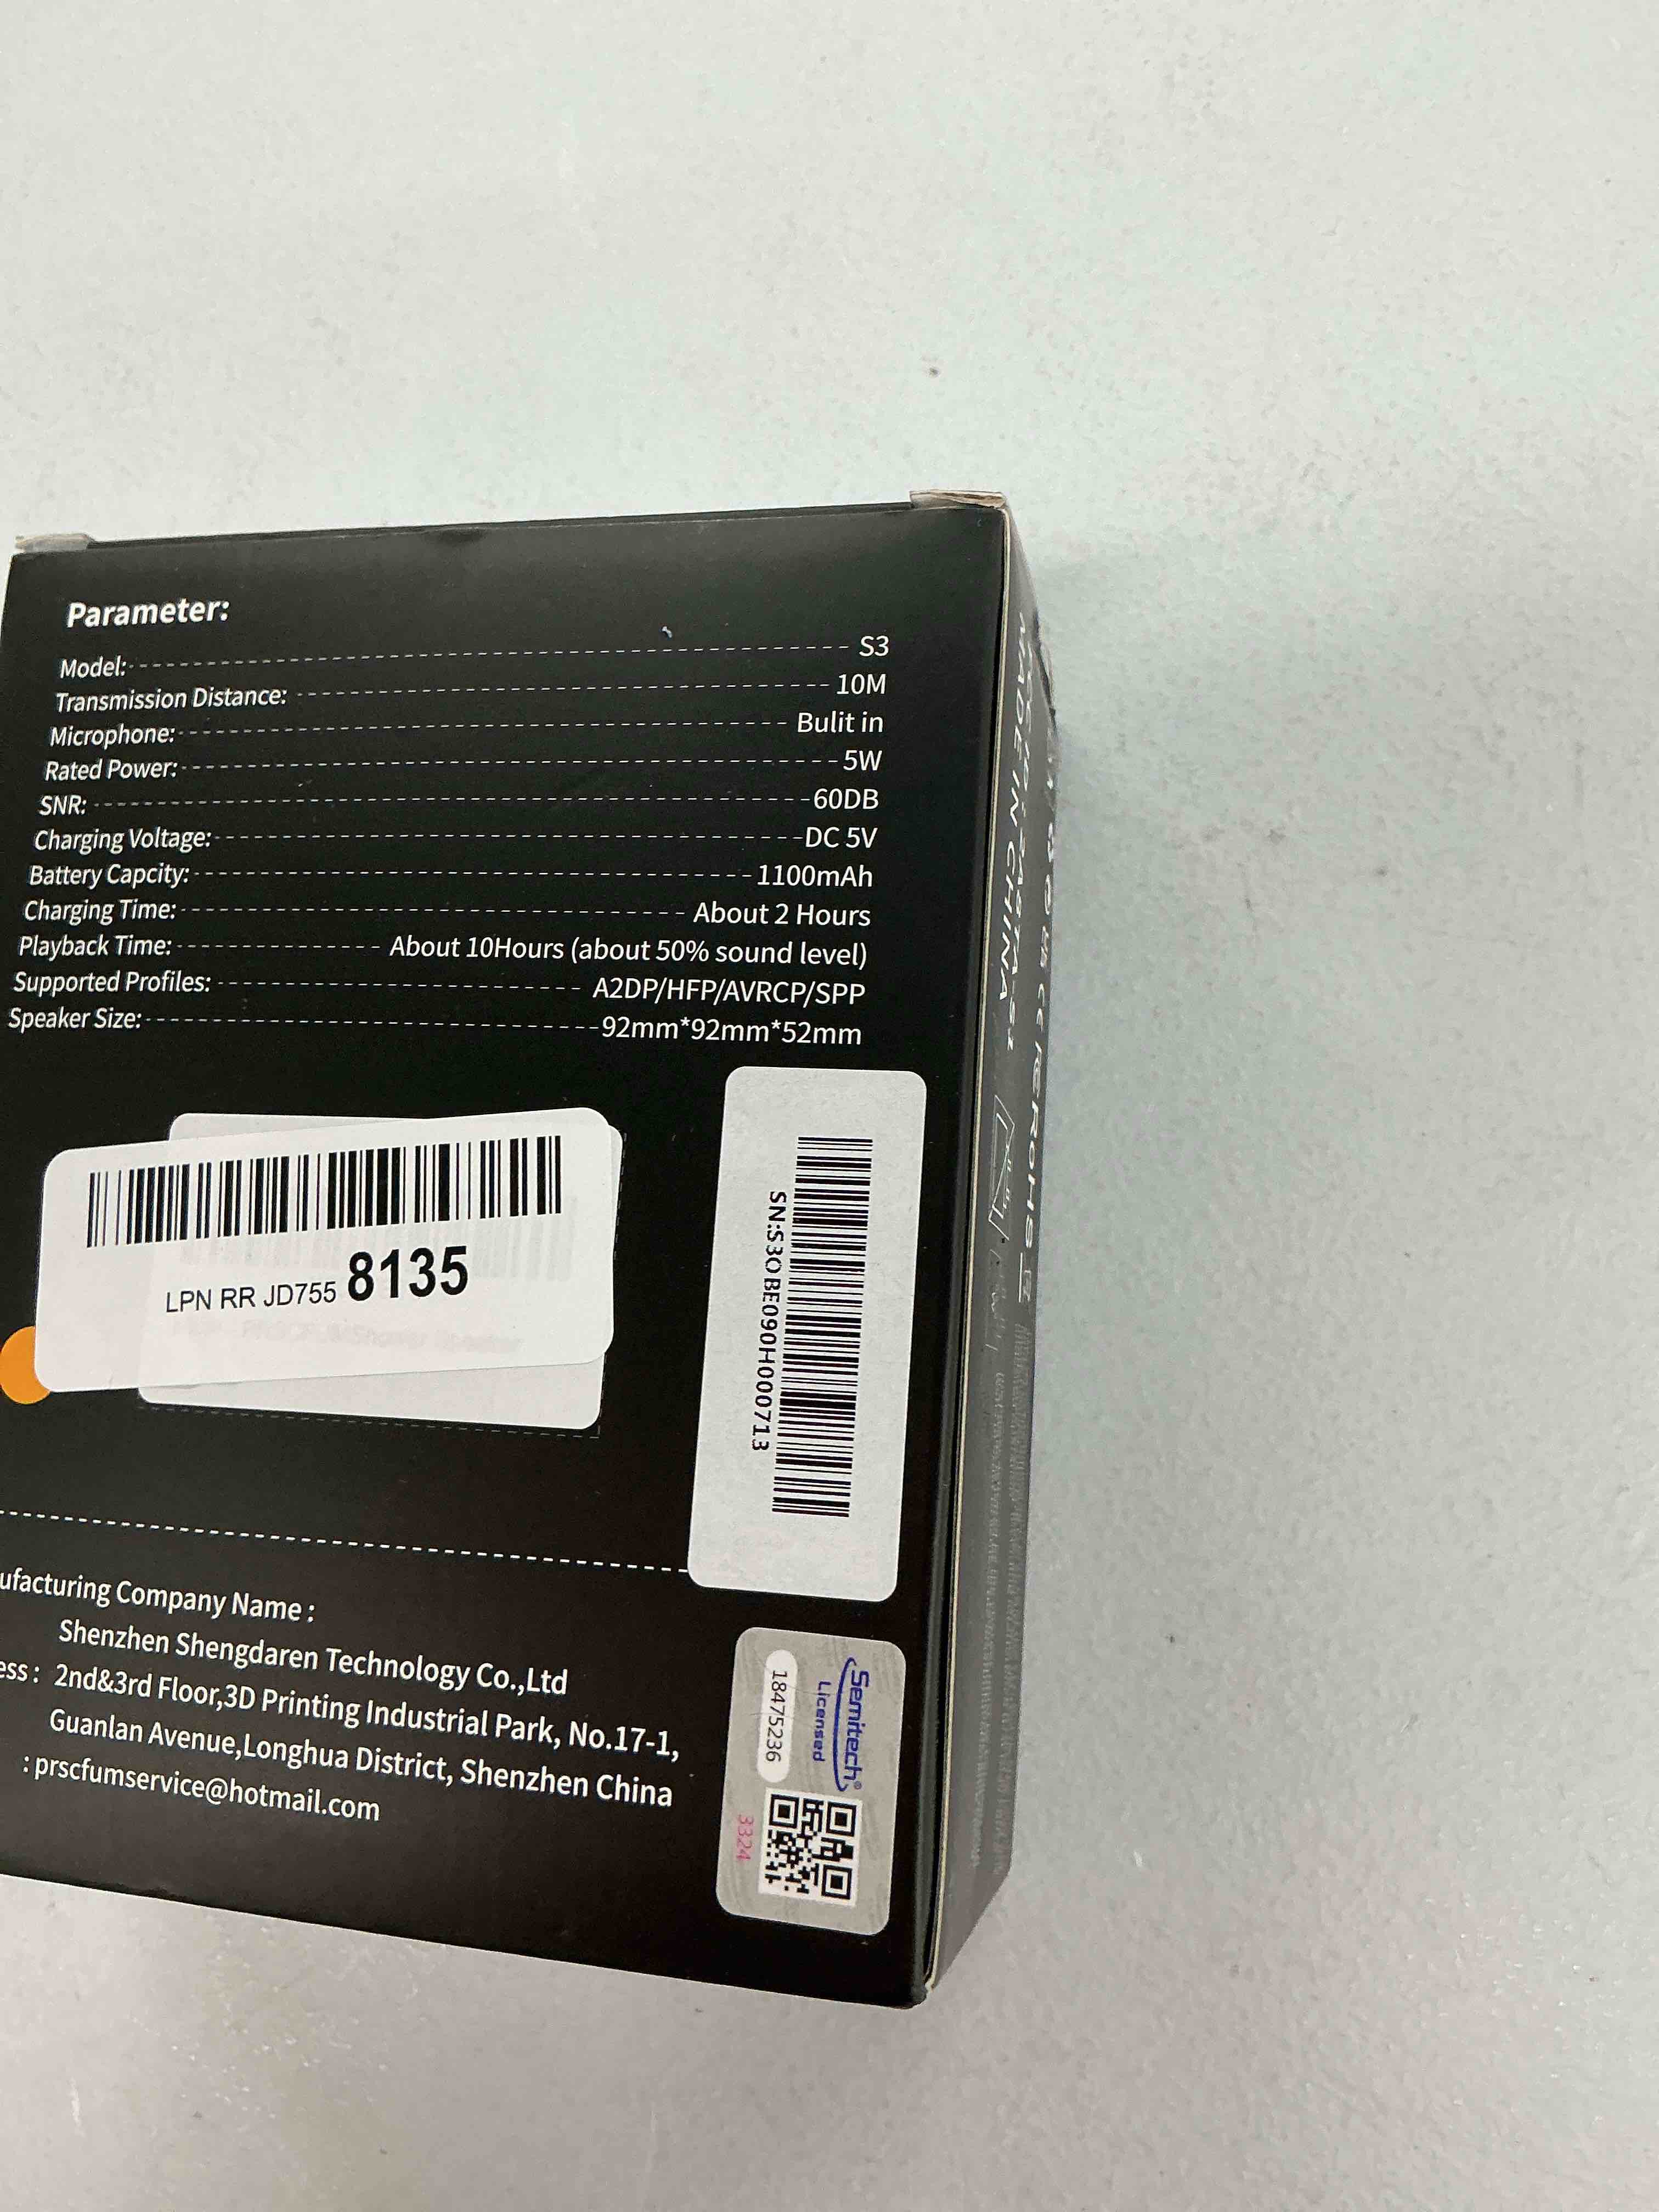 Parameter:
Model: S3
Transmission Distance: 10M
Microphone: Bulit in
Rated Power: 5W
SNR: 60DB
Charging Voltage: DC 5V
Battery Capcity: 1100mAh
Charging Time: About 2 Hours
Playback Time: About 10Hours (about 50% sound level)
Supported Profiles: A2DP/HFP/AVRCP/SPP
Speaker Size: 92mm*92mm*52mm
LPN RR JD755 8135
SN:S3OBE090H000713
ufacturing Company Name :
Shenzhen Shengdaren Technology Co.,Ltd
ess : 2nd&3rd Floor,3D Printing Industrial Park, No.17-1,
Guanlan Avenue,Longhua District, Shenzhen China
: prscfumservice@hotmail.com
Semitech®
Licensed
18475236
3324
MADE IN CHINA